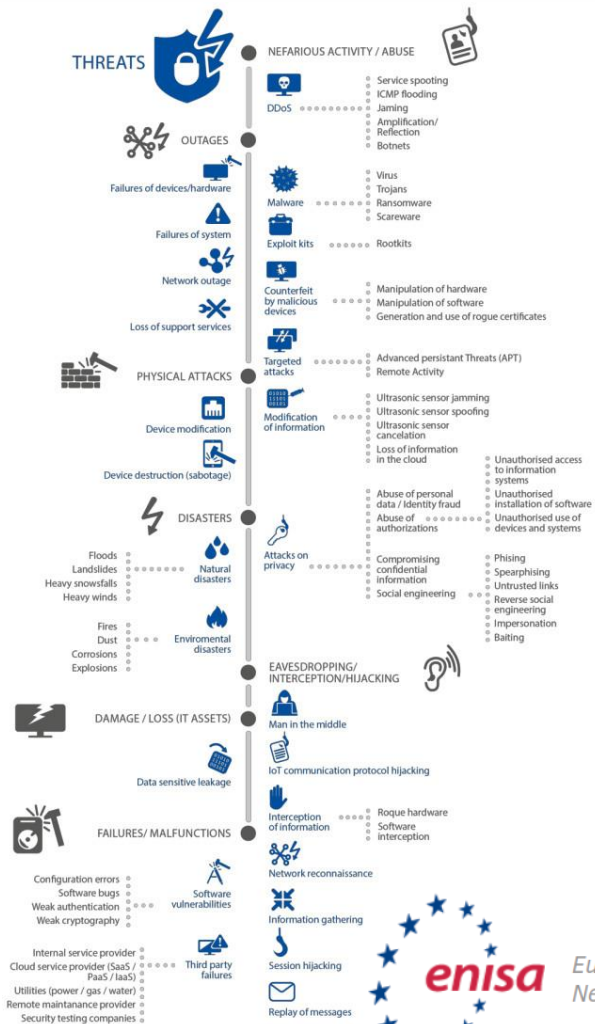 THREATS
NEFARIOUS ACTIVITY / ABUSE
DDoS
Service spooting
ICMP flooding
Jaming
Amplification/
Reflection
Botnets
OUTAGES
Failures of devices/hardware
Failures of system
Network outage
Loss of support services
Malware
Virus
Trojans
Ransomware
Scareware
Exploit kits
Rootkits
Counterfeit
by malicious
devices
Manipulation of hardware
Manipulation of software
Generation and use of rogue certificates
Targeted
attacks
Advanced persistant Threats (APT)
Remote Activity
PHYSICAL ATTACKS
Device modification
Device destruction (sabotage)
01011
11101
00101
Modification
of information
Ultrasonic sensor jamming
Ultrasonic sensor spoofing
Ultrasonic sensor
cancelation
Loss of information
in the cloud
DISASTERS
Floods
Landslides
Heavy snowfalls
Heavy winds
Natural
disasters
Fires
Dust
Corrosions
Explosions
Enviromental
disasters
Attacks on
privacy
Abuse of personal
data / Identity fraud
Abuse of
authorizations
Unauthorised access
to information
systems
Unauthorised
installation of software
Unauthorised use of
devices and systems
Compromising
confidential
information
Social engineering
Phising
Spearphising
Untrusted links
Reverse social
engineering
Impersonation
Baiting
EAVESDROPPING/
INTERCEPTION/HIJACKING
DAMAGE / LOSS (IT ASSETS)
Data sensitive leakage
Man in the middle
IoT communication protocol hijacking
Interception
of information
Roque hardware
Software
interception
FAILURES/ MALFUNCTIONS
Configuration errors
Software bugs
Weak authentication
Weak cryptography
Software
vulnerabilities
Internal service provider
Cloud service provider (SaaS /
PaaS / IaaS)
Utilities (power / gas / water)
Remote maintanance provider
Security testing companies
Third party
failures
Network reconnaissance
Information gathering
Session hijacking
Replay of messages
enisa